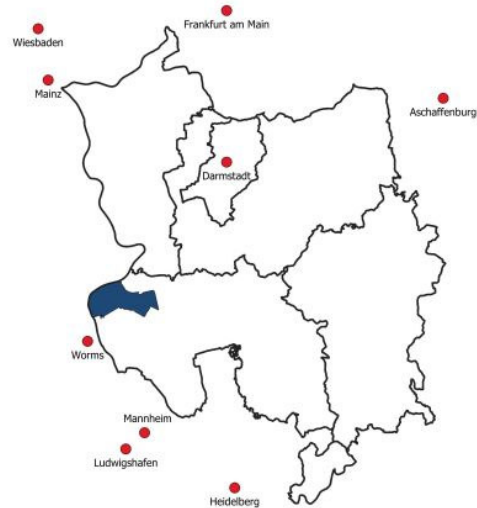 Frankfurt am Main
Wiesbaden
Mainz
Aschaffenburg
Darmstadt
Worms
Mannheim
Ludwigshafen
Heidelberg